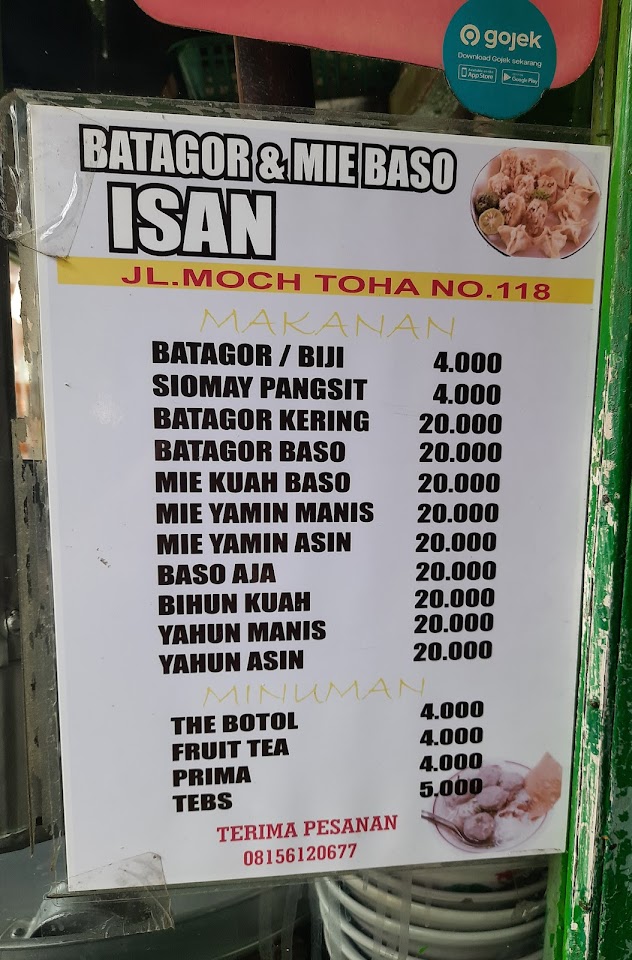 gojek
Download Gojek sekarang
App Store
Google Play
BATAGOR & MIE BASO
ISAN
JL.MOCH TOHA NO.118
MAKANAN
BATAGOR / BIJI 4.000
SIOMAY PANGSIT 4.000
BATAGOR KERING 20.000
BATAGOR BASO 20.000
MIE KUAH BASO 20.000
MIE YAMIN MANIS 20.000
MIE YAMIN ASIN 20.000
BASO AJA 20.000
BIHUN KUAH 20.000
YAHUN MANIS 20.000
YAHUN ASIN 20.000
MINUMAN
THE BOTOL 4.000
FRUIT TEA 4.000
PRIMA 4.000
TEBS 5.000
TERIMA PESANAN
08156120677